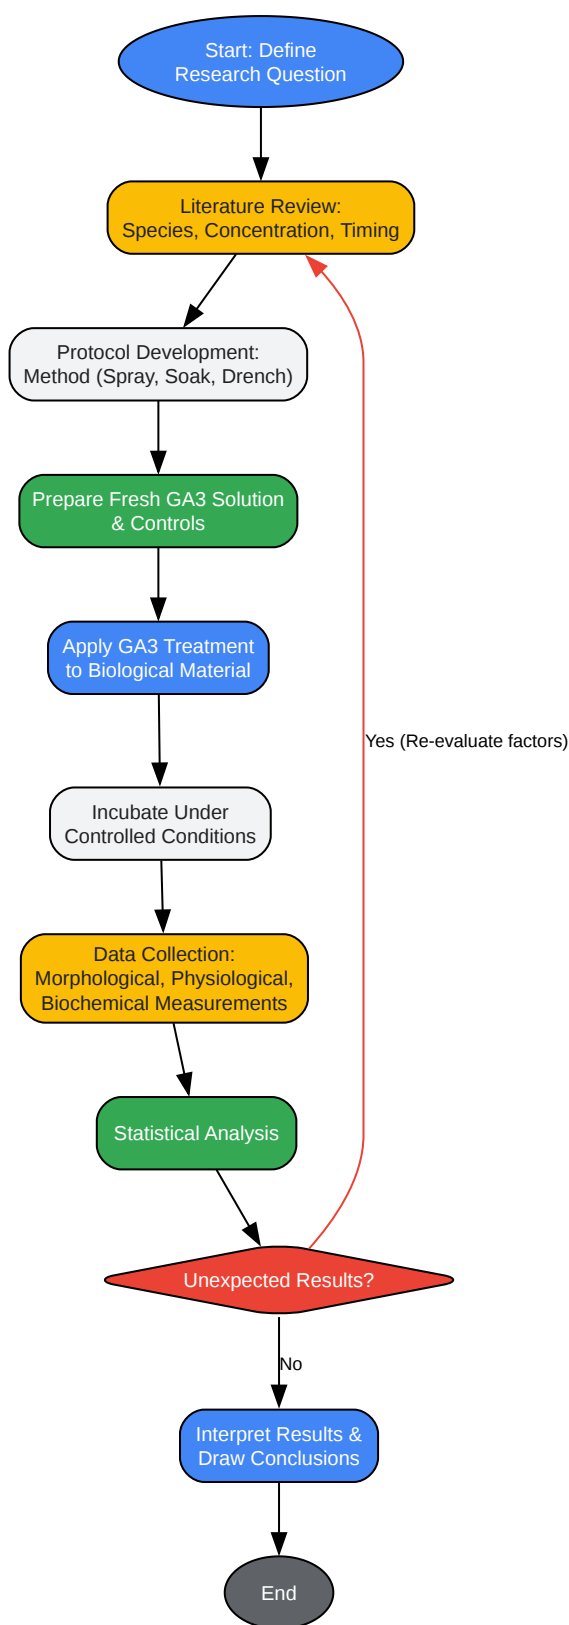 Start: Define
Research Question
Literature Review:
Species, Concentration, Timing
Protocol Development:
Method (Spray, Soak, Drench)
Prepare Fresh GA3 Solution
& Controls
Apply GA3 Treatment
to Biological Material
Yes (Re-evaluate factors)
Incubate Under
Controlled Conditions
Data Collection:
Morphological, Physiological,
Biochemical Measurements
Statistical Analysis
Unexpected Results?
No
Interpret Results &
Draw Conclusions
End